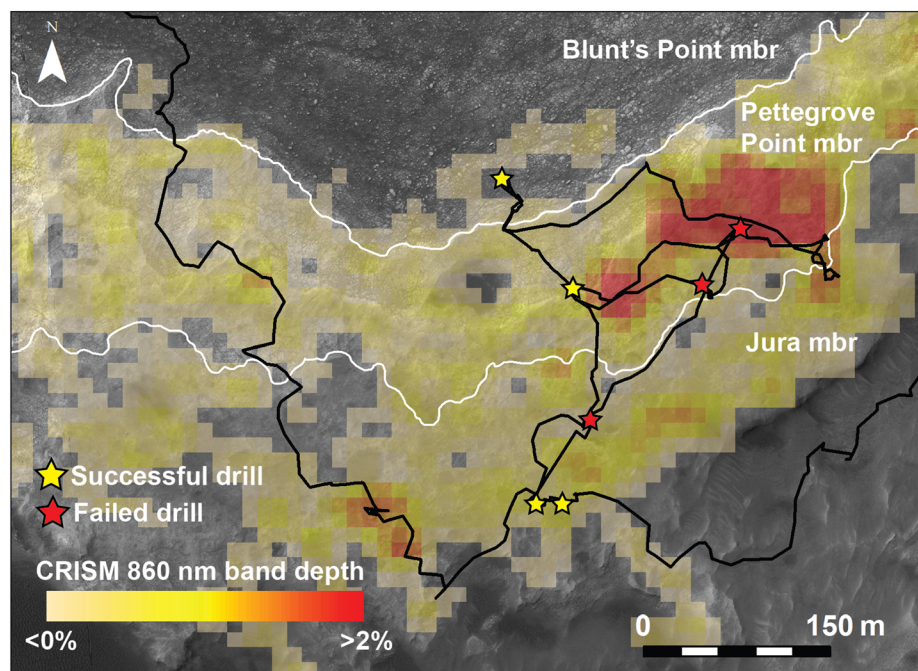 N
Blunt's Point mbr
Pettegrove
Point mbr
Jura mbr
Successful drill
Failed drill
CRISM 860 nm band depth
<0%
>2%
0
150 m